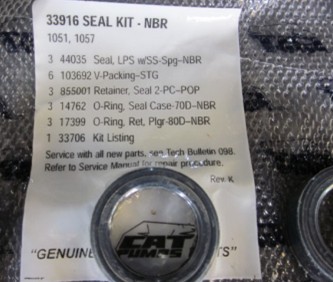 33916 SEAL KIT - NBR
1051, 1057
3 44035 Seal, LPS w/SS-Spg-NBR
6 103692 V-Packing-STG
3 855001 Retainer, Seal 2-PC-POP
3 14762 O-Ring, Seal Case-70D-NBR
3 17399 O-Ring, Ret, Plgr-80D-NBR
1 33706 Kit Listing
Service with all new parts, see Tech Bulletin 098.
Refer to Service Manual for repair procedure.
Rev. K
CAT
PUMPS
"GENUINE